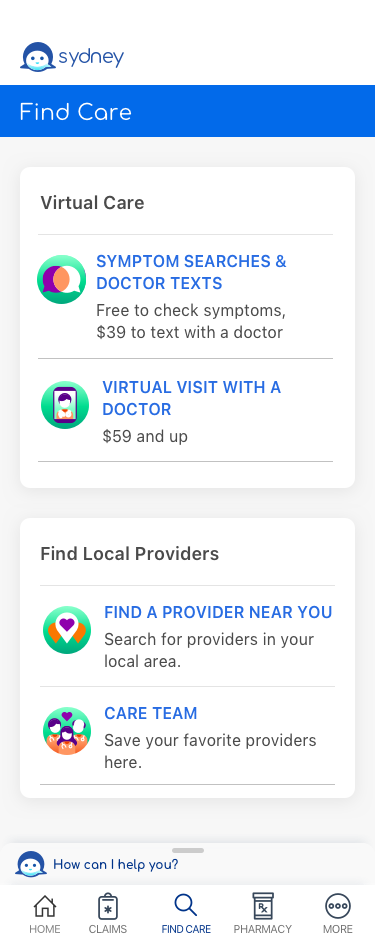 sydney
Find Care
Virtual Care
SYMPTOM SEARCHES &
DOCTOR TEXTS
Free to check symptoms,
$39 to text with a doctor
VIRTUAL VISIT WITH A
DOCTOR
$59 and up
Find Local Providers
FIND A PROVIDER NEAR YOU
Search for providers in your
local area.
CARE TEAM
Save your favorite providers
here.
How can I help you?
HOME CLAIMS FIND CARE PHARMACY MORE